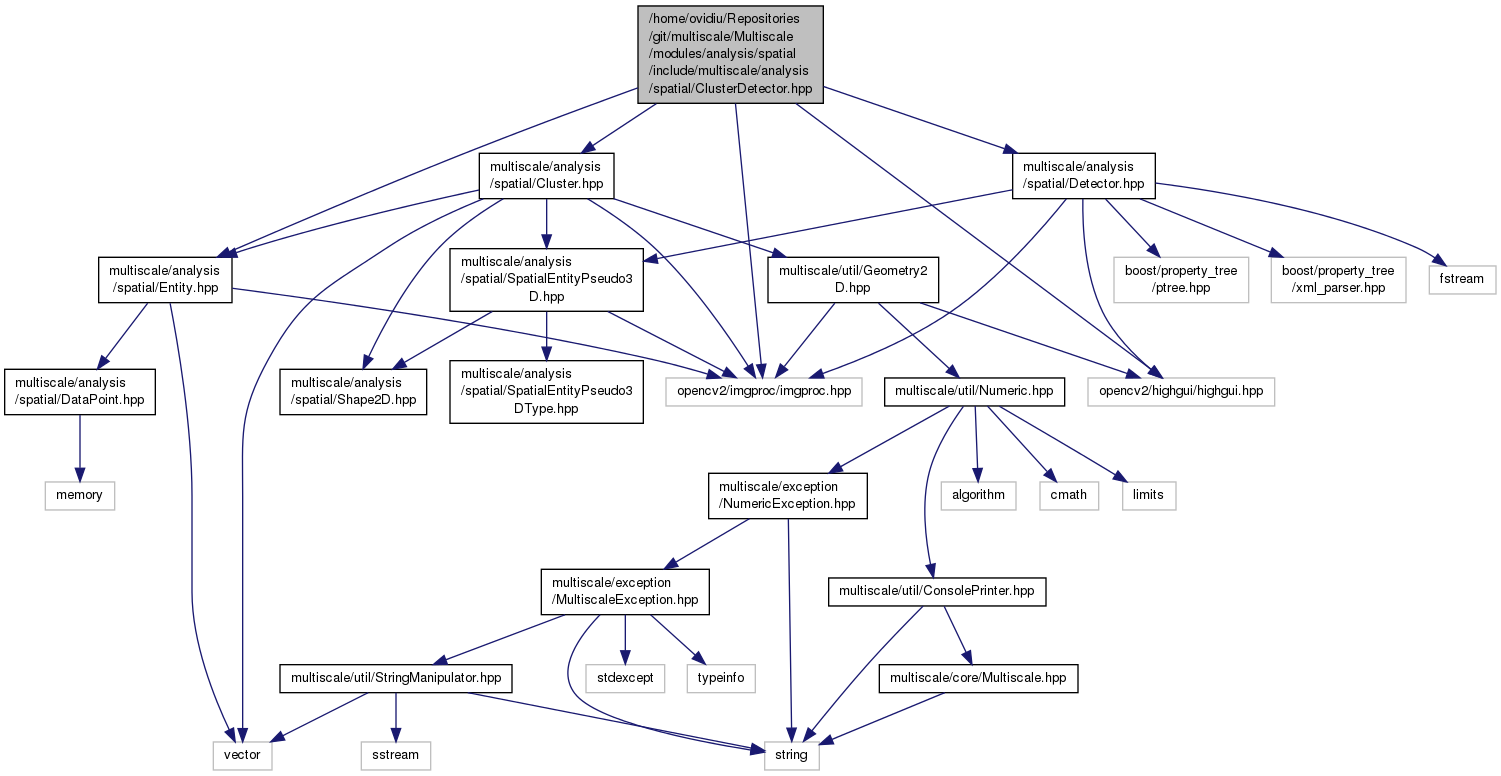 /home/ovidiu/Repositories
/git/multiscale/Multiscale
/modules/analysis/spatial
/include/multiscale/analysis
/spatial/ClusterDetector.hpp
multiscale/analysis
/spatial/Cluster.hpp
multiscale/analysis
/spatial/Detector.hpp
multiscale/analysis
/spatial/Entity.hpp
multiscale/analysis
/spatial/SpatialEntityPseudo3
D.hpp
multiscale/util/Geometry2
D.hpp
boost/property_tree
/ptree.hpp
boost/property_tree
/xml_parser.hpp
fstream
multiscale/analysis
/spatial/DataPoint.hpp
multiscale/analysis
/spatial/Shape2D.hpp
multiscale/analysis
/spatial/SpatialEntityPseudo3
DType.hpp
opencv2/imgproc/imgproc.hpp
multiscale/util/Numeric.hpp
opencv2/highgui/highgui.hpp
memory
multiscale/exception
/NumericException.hpp
algorithm
cmath
limits
multiscale/exception
/MultiscaleException.hpp
multiscale/util/ConsolePrinter.hpp
multiscale/util/StringManipulator.hpp
stdexcept
typeinfo
multiscale/core/Multiscale.hpp
vector
sstream
string